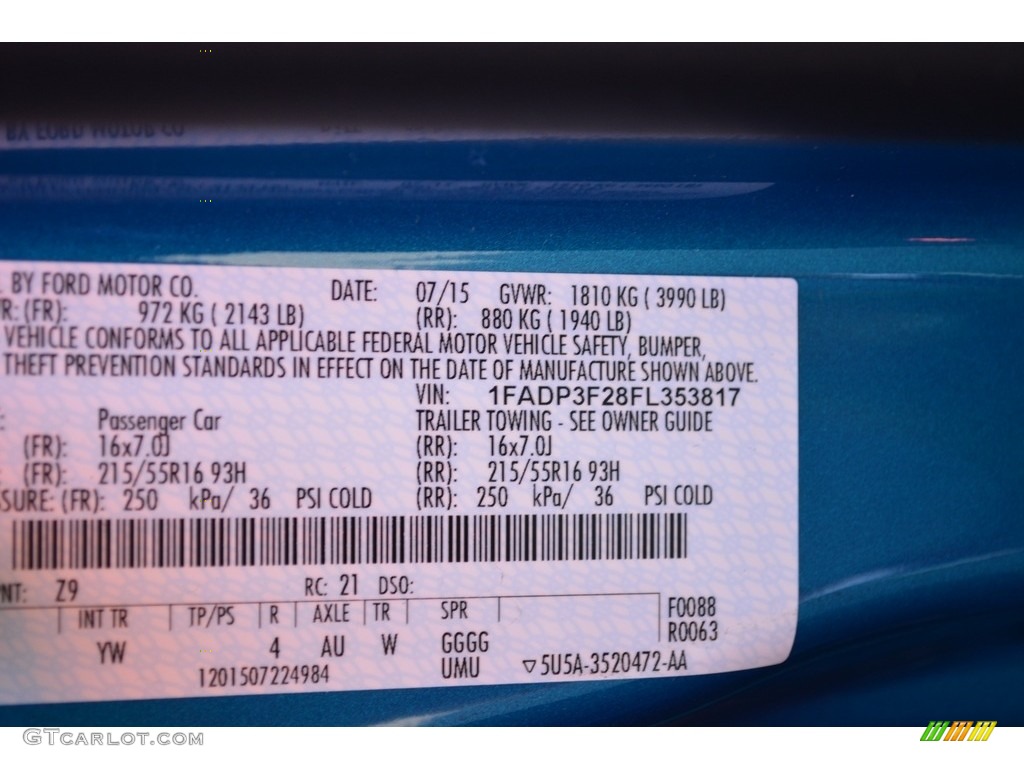 . BY FORD MOTOR CO. DATE: 07/15 GVWR: 1810 KG ( 3990 LB)
R: (FR): 972 KG ( 2143 LB) (RR): 880 KG ( 1940 LB)
VEHICLE CONFORMS TO ALL APPLICABLE FEDERAL MOTOR VEHICLE SAFETY, BUMPER,
THEFT PREVENTION STANDARDS IN EFFECT ON THE DATE OF MANUFACTURE SHOWN ABOVE.
VIN: 1FADP3F28FL353817
: Passenger Car TRAILER TOWING - SEE OWNER GUIDE
(FR): 16x7.0J (RR): 16x7.0J
(FR): 215/55R16 93H (RR): 215/55R16 93H
SSURE: (FR): 250 kPa/ 36 PSI COLD (RR): 250 kPa/ 36 PSI COLD
NT: Z9 RC: 21 DSO:
INT TR TP/PS R AXLE TR SPR F0088
R0063
YW 4 AU W GGGG
1201507224984 UMU ▽5U5A-3520472-AA
GTCarlot.com